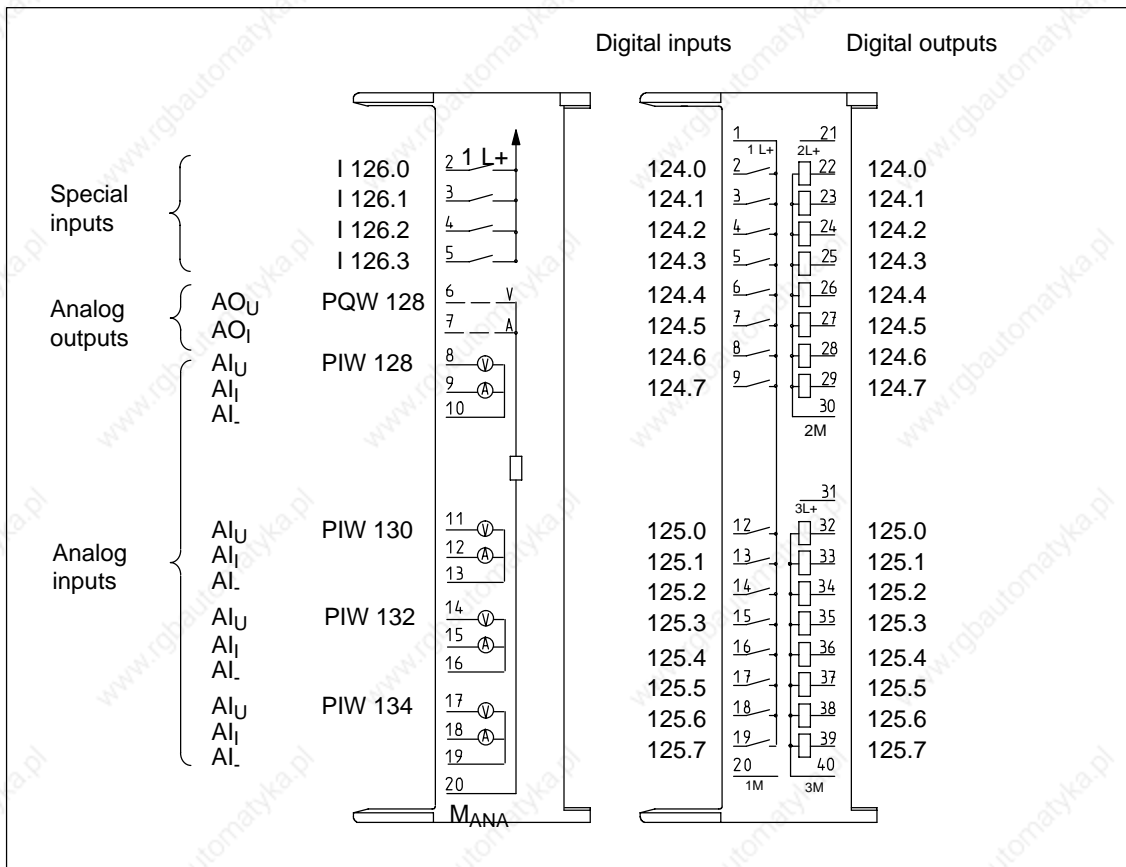 Digital inputs Digital outputs
1 21
1 L+ 1 L+ 2L+
Special inputs
I 126.0 2 124.0 2 22 124.0
I 126.1 3 124.1 3 23 124.1
I 126.2 4 124.2 4 24 124.2
I 126.3 5 124.3 5 25 124.3
Analog outputs
AOU PQW 128 6 V 124.4 6 26 124.4
AOI 7 A 124.5 7 27 124.5
AIU PIW 128 8 V 124.6 8 28 124.6
AII 9 A 124.7 9 29 124.7
AI- 10 30
2M
31
3L+
Analog inputs
AIU PIW 130 11 V 125.0 12 32 125.0
AII 12 A 125.1 13 33 125.1
AI- 13 125.2 14 34 125.2
AIU PIW 132 14 V 125.3 15 35 125.3
AII 15 A 125.4 16 36 125.4
AI- 16 125.5 17 37 125.5
AIU PIW 134 17 V 125.6 18 38 125.6
AII 18 A 125.7 19 39 125.7
AI- 19 20 40
20 1M 3M
MANA
www.rgbautomatyka.pl